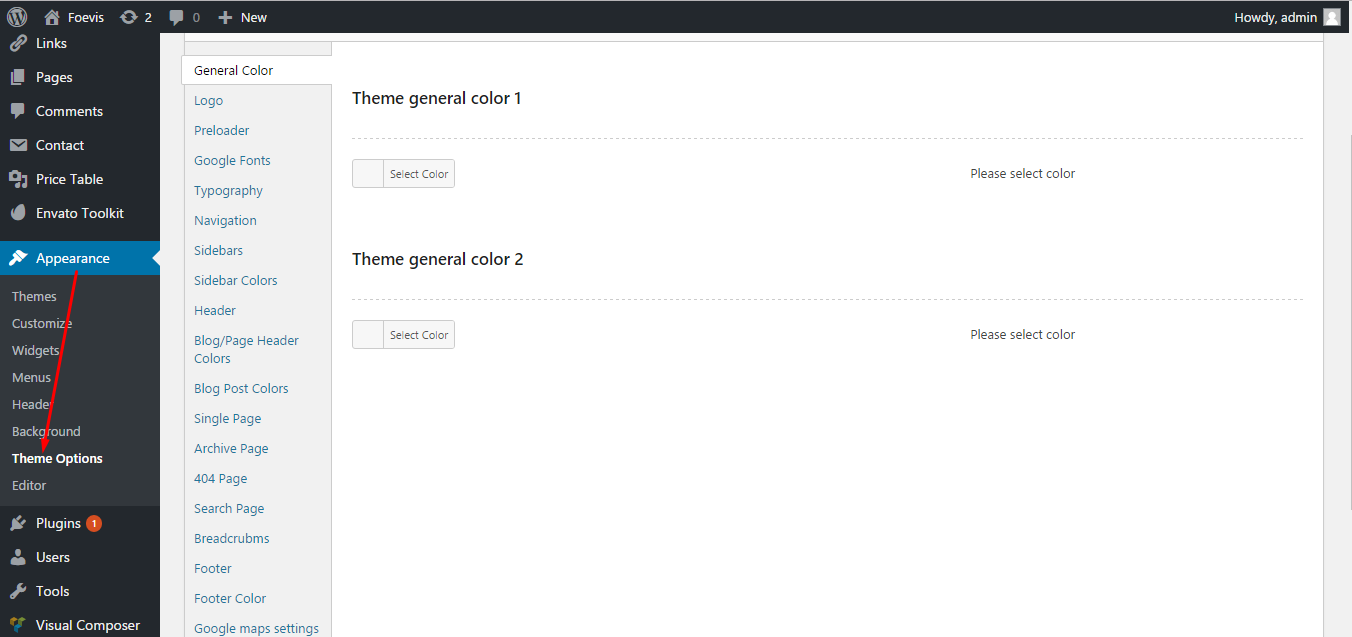 Foevis
2
0
New
Howdy, admin
Links
Pages
Comments
Contact
Price Table
Envato Toolkit
Appearance
Themes
Customize
Widgets
Menus
Header
Background
Theme Options
Editor
Plugins 1
Users
Tools
Visual Composer
General Color
Logo
Preloader
Google Fonts
Typography
Navigation
Sidebars
Sidebar Colors
Header
Blog/Page Header
Colors
Blog Post Colors
Single Page
Archive Page
404 Page
Search Page
Breadcrubms
Footer
Footer Color
Google maps settings
Theme general color 1
Select Color
Please select color
Theme general color 2
Select Color
Please select color